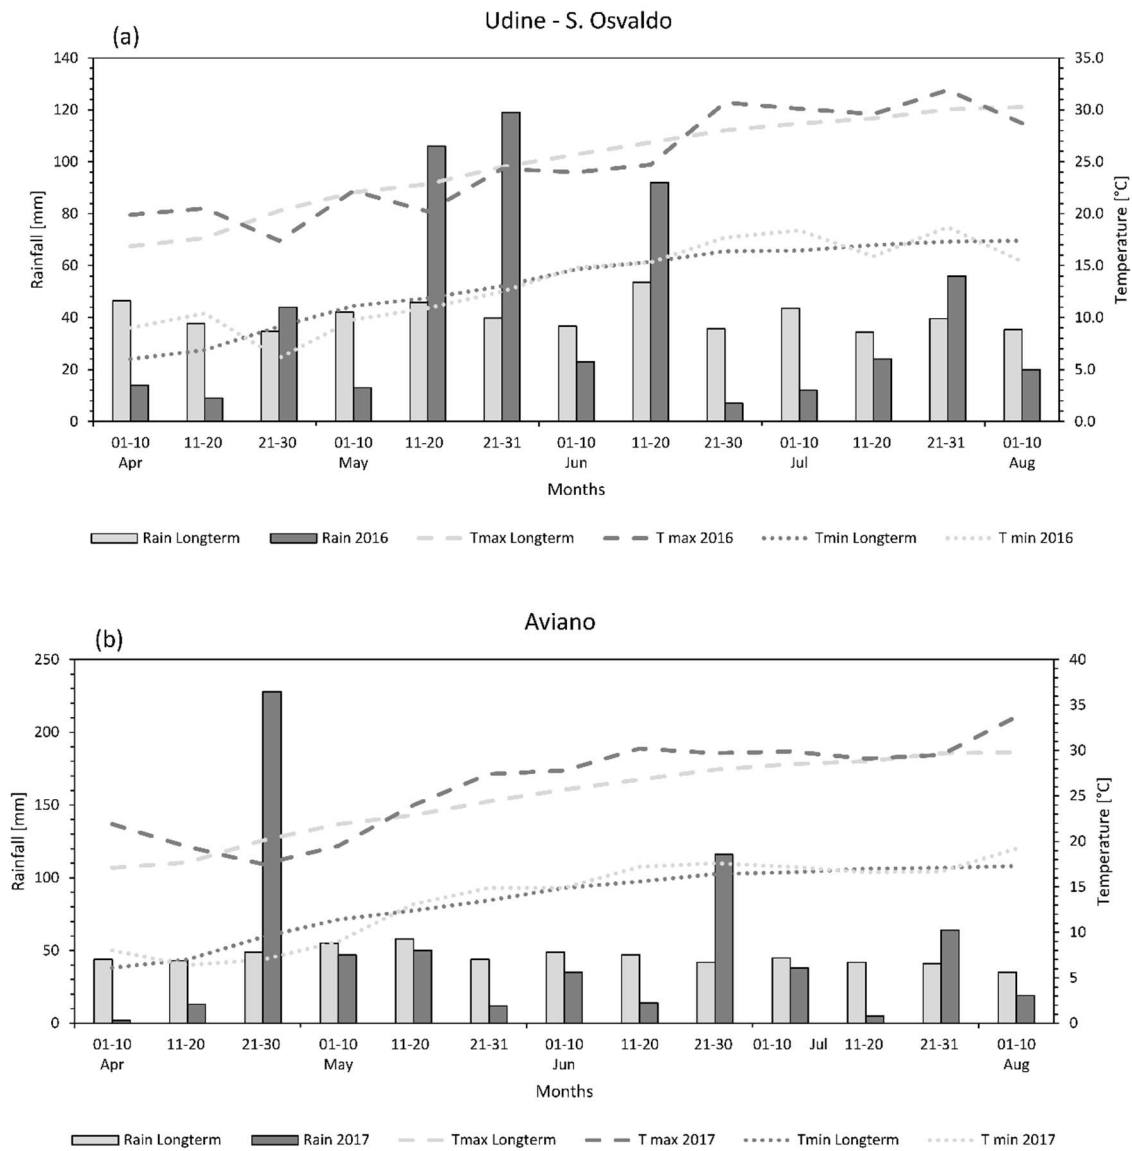 Udine - S. Osvaldo
(a)
140 35.0
120 30.0
100 25.0
80 20.0
60 15.0
40 10.0
20 5.0
0 0.0
Rainfall [mm]
Temperature [°C]
01-10 11-20 21-30 01-10 11-20 21-31 01-10 11-20 21-30 01-10 11-20 21-31 01-10
Apr May Jun Jul Aug
Months
Rain Longterm Rain 2016 Tmax Longterm T max 2016 Tmin Longterm T min 2016
Aviano
(b)
250 40
35
200 30
150 25
20
100 15
50 10
5
0 0
Rainfall [mm]
Temperature [°C]
01-10 11-20 21-30 01-10 11-20 21-31 01-10 11-20 21-30 01-10 Jul 11-20 21-31 01-10
Apr May Jun Aug
Months
Rain Longterm Rain 2017 Tmax Longterm T max 2017 Tmin Longterm T min 2017